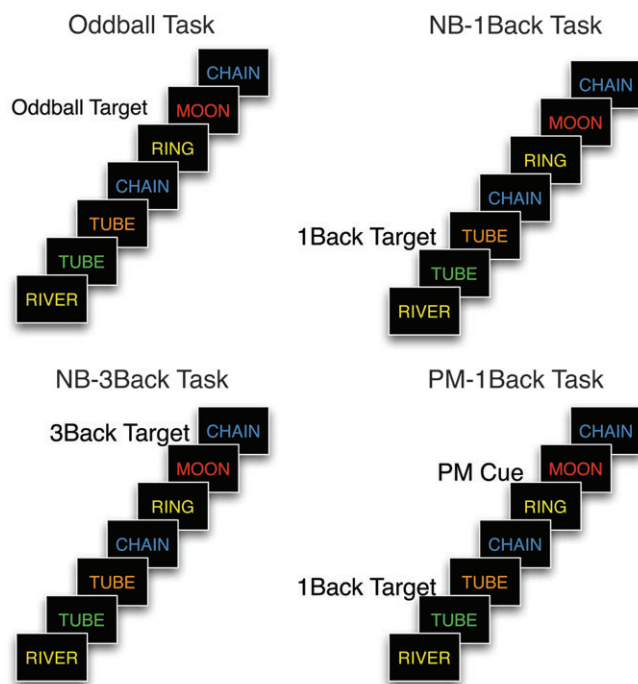 Oddball Task
CHAIN
Oddball Target
MOON
RING
CHAIN
TUBE
TUBE
RIVER
NB-1Back Task
CHAIN
MOON
RING
CHAIN
1Back Target
TUBE
TUBE
RIVER
NB-3Back Task
3Back Target
CHAIN
MOON
RING
CHAIN
TUBE
TUBE
RIVER
PM-1Back Task
CHAIN
PM Cue
MOON
RING
CHAIN
1Back Target
TUBE
TUBE
RIVER